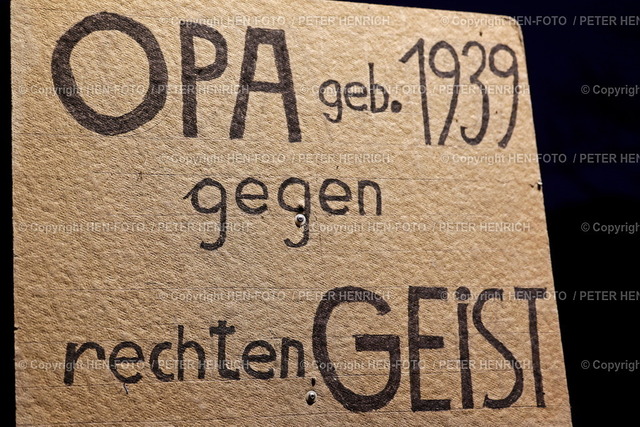 OPA geb. 1939
gegen
rechten GEiST
Copyright HEN-FOTO / PETER HENRICH